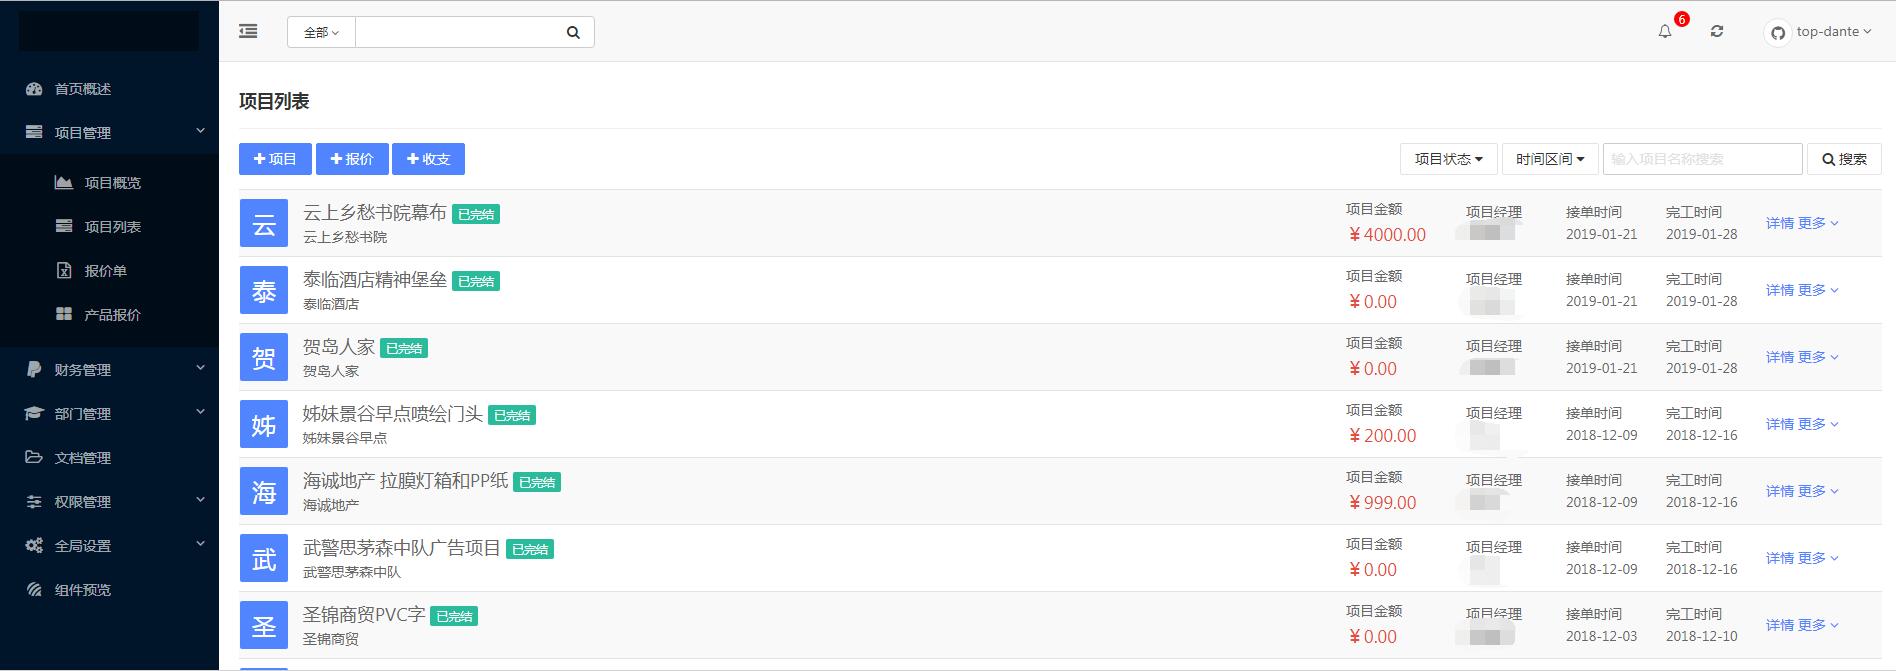 全部
6
top-dante
首页概述
项目管理
项目概览
项目列表
报价单
产品报价
财务管理
部门管理
文档管理
权限管理
全局设置
组件预览
项目列表
项目 报价 收支
项目状态 时间区间 输入项目名称搜索 搜索
云 云上乡愁书院幕布 已完结 项目金额 项目经理 接单时间 完工时间 详情 更多
云上乡愁书院 ¥4000.00 2019-01-21 2019-01-28
泰 泰临酒店精神堡垒 已完结 项目金额 项目经理 接单时间 完工时间 详情 更多
泰临酒店 ¥0.00 2019-01-21 2019-01-28
贺 贺岛人家 已完结 项目金额 项目经理 接单时间 完工时间 详情 更多
贺岛人家 ¥0.00 2019-01-21 2019-01-28
姊 姊妹景谷早点喷绘门头 已完结 项目金额 项目经理 接单时间 完工时间 详情 更多
姊妹景谷早点 ¥200.00 2018-12-09 2018-12-16
海 海诚地产 拉膜灯箱和PP纸 已完结 项目金额 项目经理 接单时间 完工时间 详情 更多
海诚地产 ¥999.00 2018-12-09 2018-12-16
武 武警思茅森中队广告项目 已完结 项目金额 项目经理 接单时间 完工时间 详情 更多
武警思茅森中队 ¥0.00 2018-12-09 2018-12-16
圣 圣锦商贸PVC字 已完结 项目金额 项目经理 接单时间 完工时间 详情 更多
圣锦商贸 ¥0.00 2018-12-03 2018-12-10